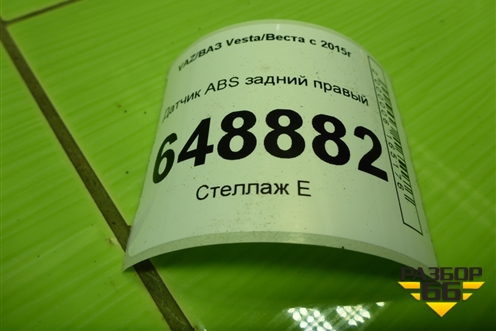 VAZ/ВАЗ Vesta/Веста с 2015г
Датчик ABS задний правый
648882
Стеллаж Е
РАЗБОР
66